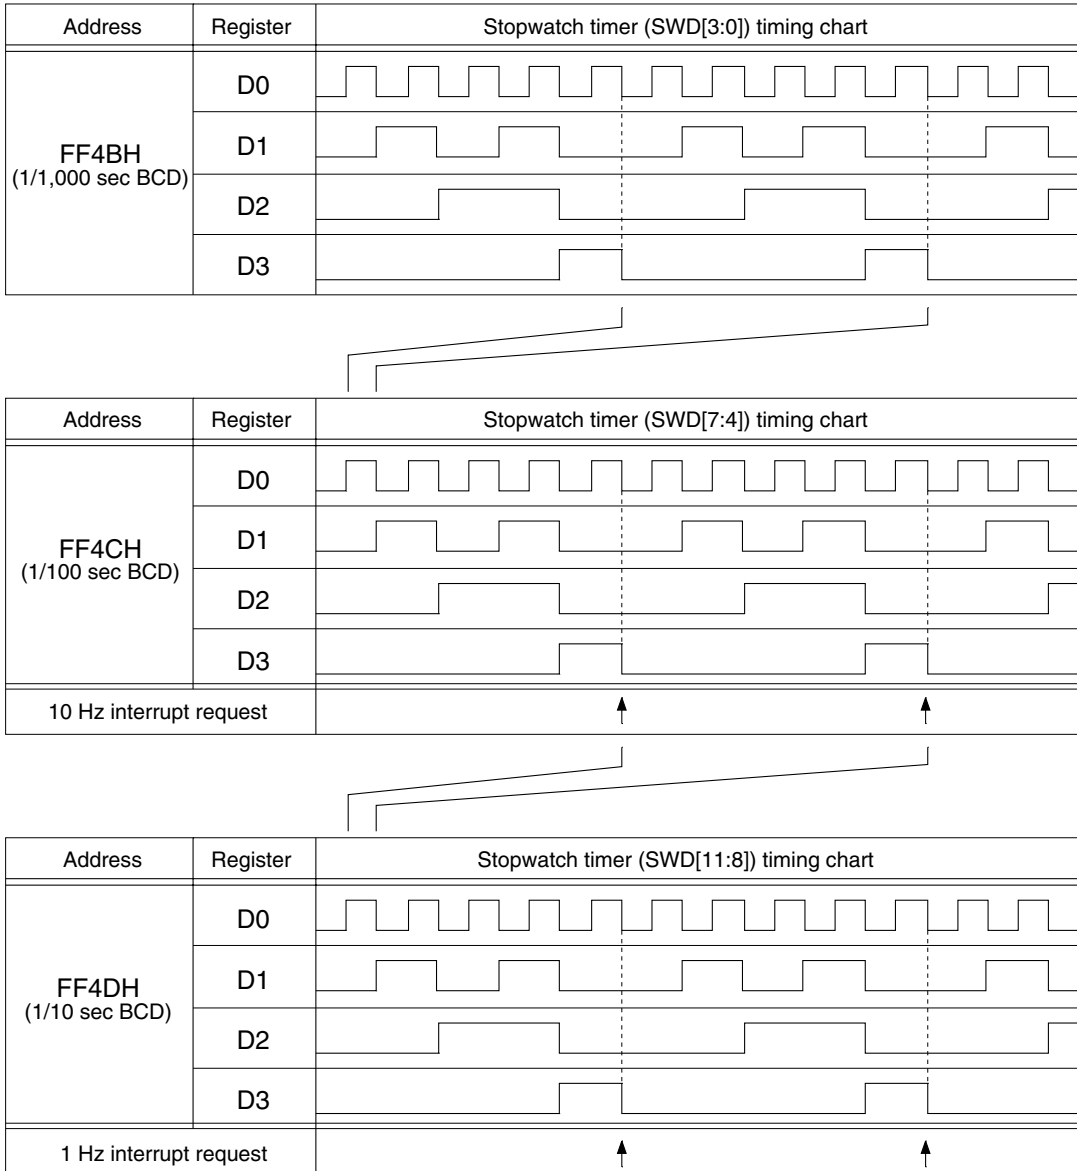 Address Register Stopwatch timer (SWD[3:0]) timing chart
D0
D1
FF4BH
(1/1,000 sec BCD)
D2
D3
Address Register Stopwatch timer (SWD[7:4]) timing chart
D0
D1
FF4CH
(1/100 sec BCD)
D2
D3
10 Hz interrupt request
Address Register Stopwatch timer (SWD[11:8]) timing chart
D0
D1
FF4DH
(1/10 sec BCD)
D2
D3
1 Hz interrupt request